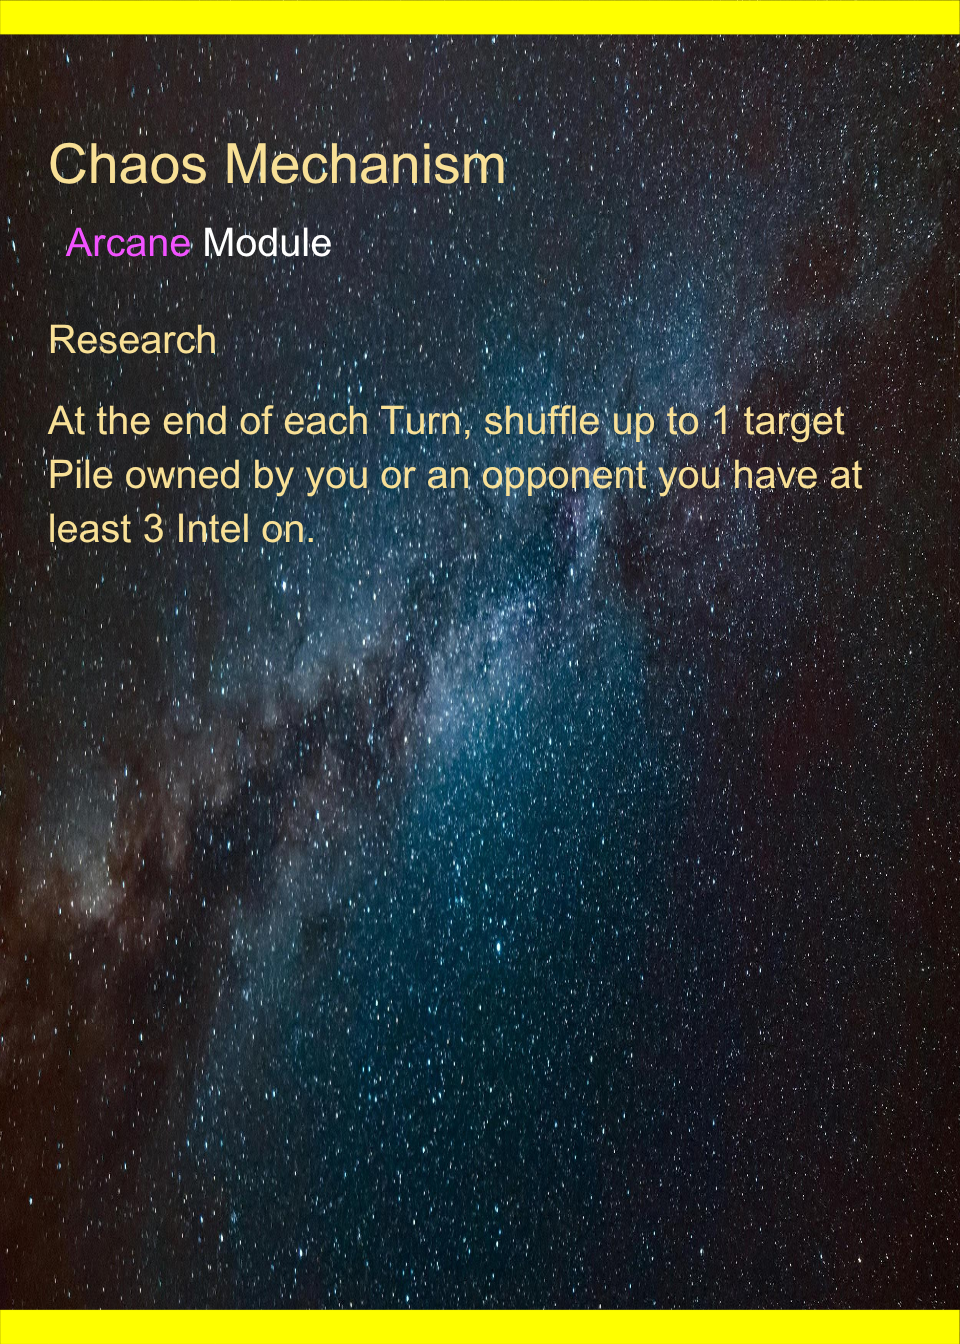 Chaos Mechanism
Arcane Module
Research
At the end of each Turn, shuffle up to 1 target
Pile owned by you or an opponent you have at
least 3 Intel on.